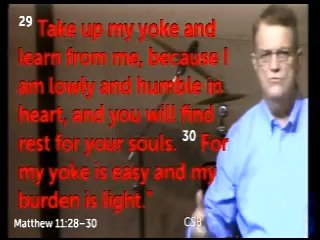 29 Take up my yoke and
learn from me, because I
am lowly and humble in
heart, and you will find
rest for your souls. 30 For
my yoke is easy and my
burden is light."
Matthew 11:28–30 CSB